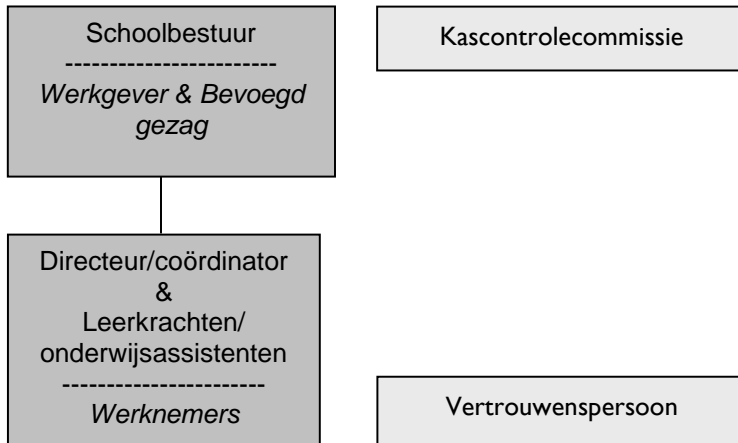 Schoolbestuur
-----------------------
Werkgever & Bevoegd
gezag
Kascontrolecommissie
Directeur/coördinator
&
Leerkrachten/
onderwijsassistenten
----------------------
Werknemers
Vertrouwenspersoon